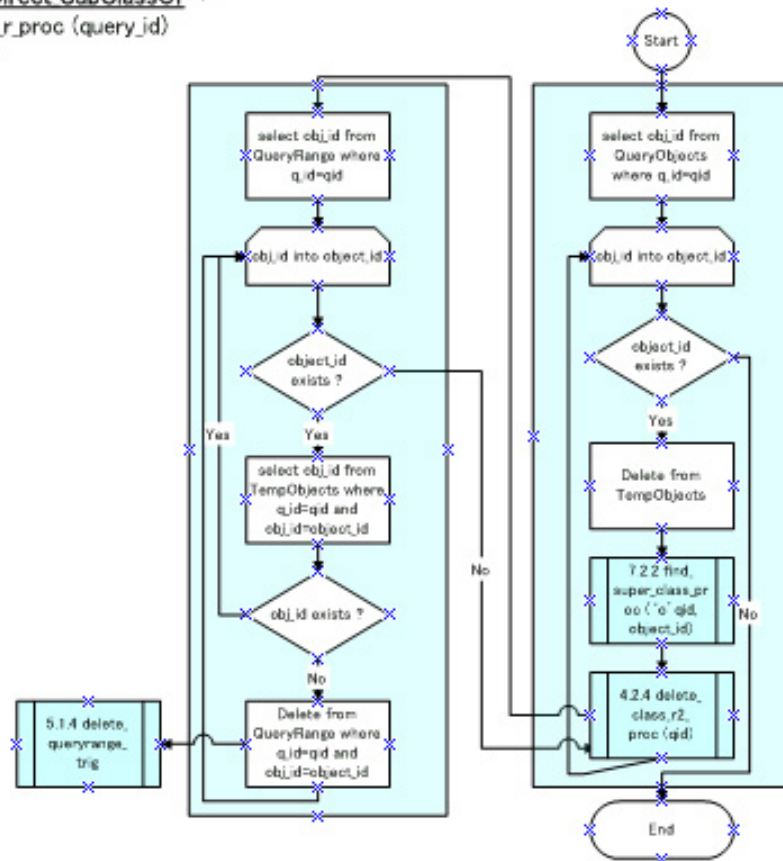 Direct SubClassOf
_r_proc (query_id)
Start
select obj_id from
QueryRange where
q_id=qid
select obj_id from
QueryObjects
where q_id=qid
obj_id into object_id
obj_id into object_id
object_id
exists ?
object_id
exists ?
Yes
Yes
Yes
select obj_id from
TempObjects where
q_id=qid and
obj_id=object_id
Delete from
TempObjects
No
7.2.2 find_
super_class_pr
oc ("o" qid,
object_id)
No
obj_id exists ?
No
Delete from
QueryRange where
q_id=qid and
obj_id=object_id
4.2.4 delete_
class_r2_
proc (qid)
5.1.4 delete_
queryrange_
trig
End